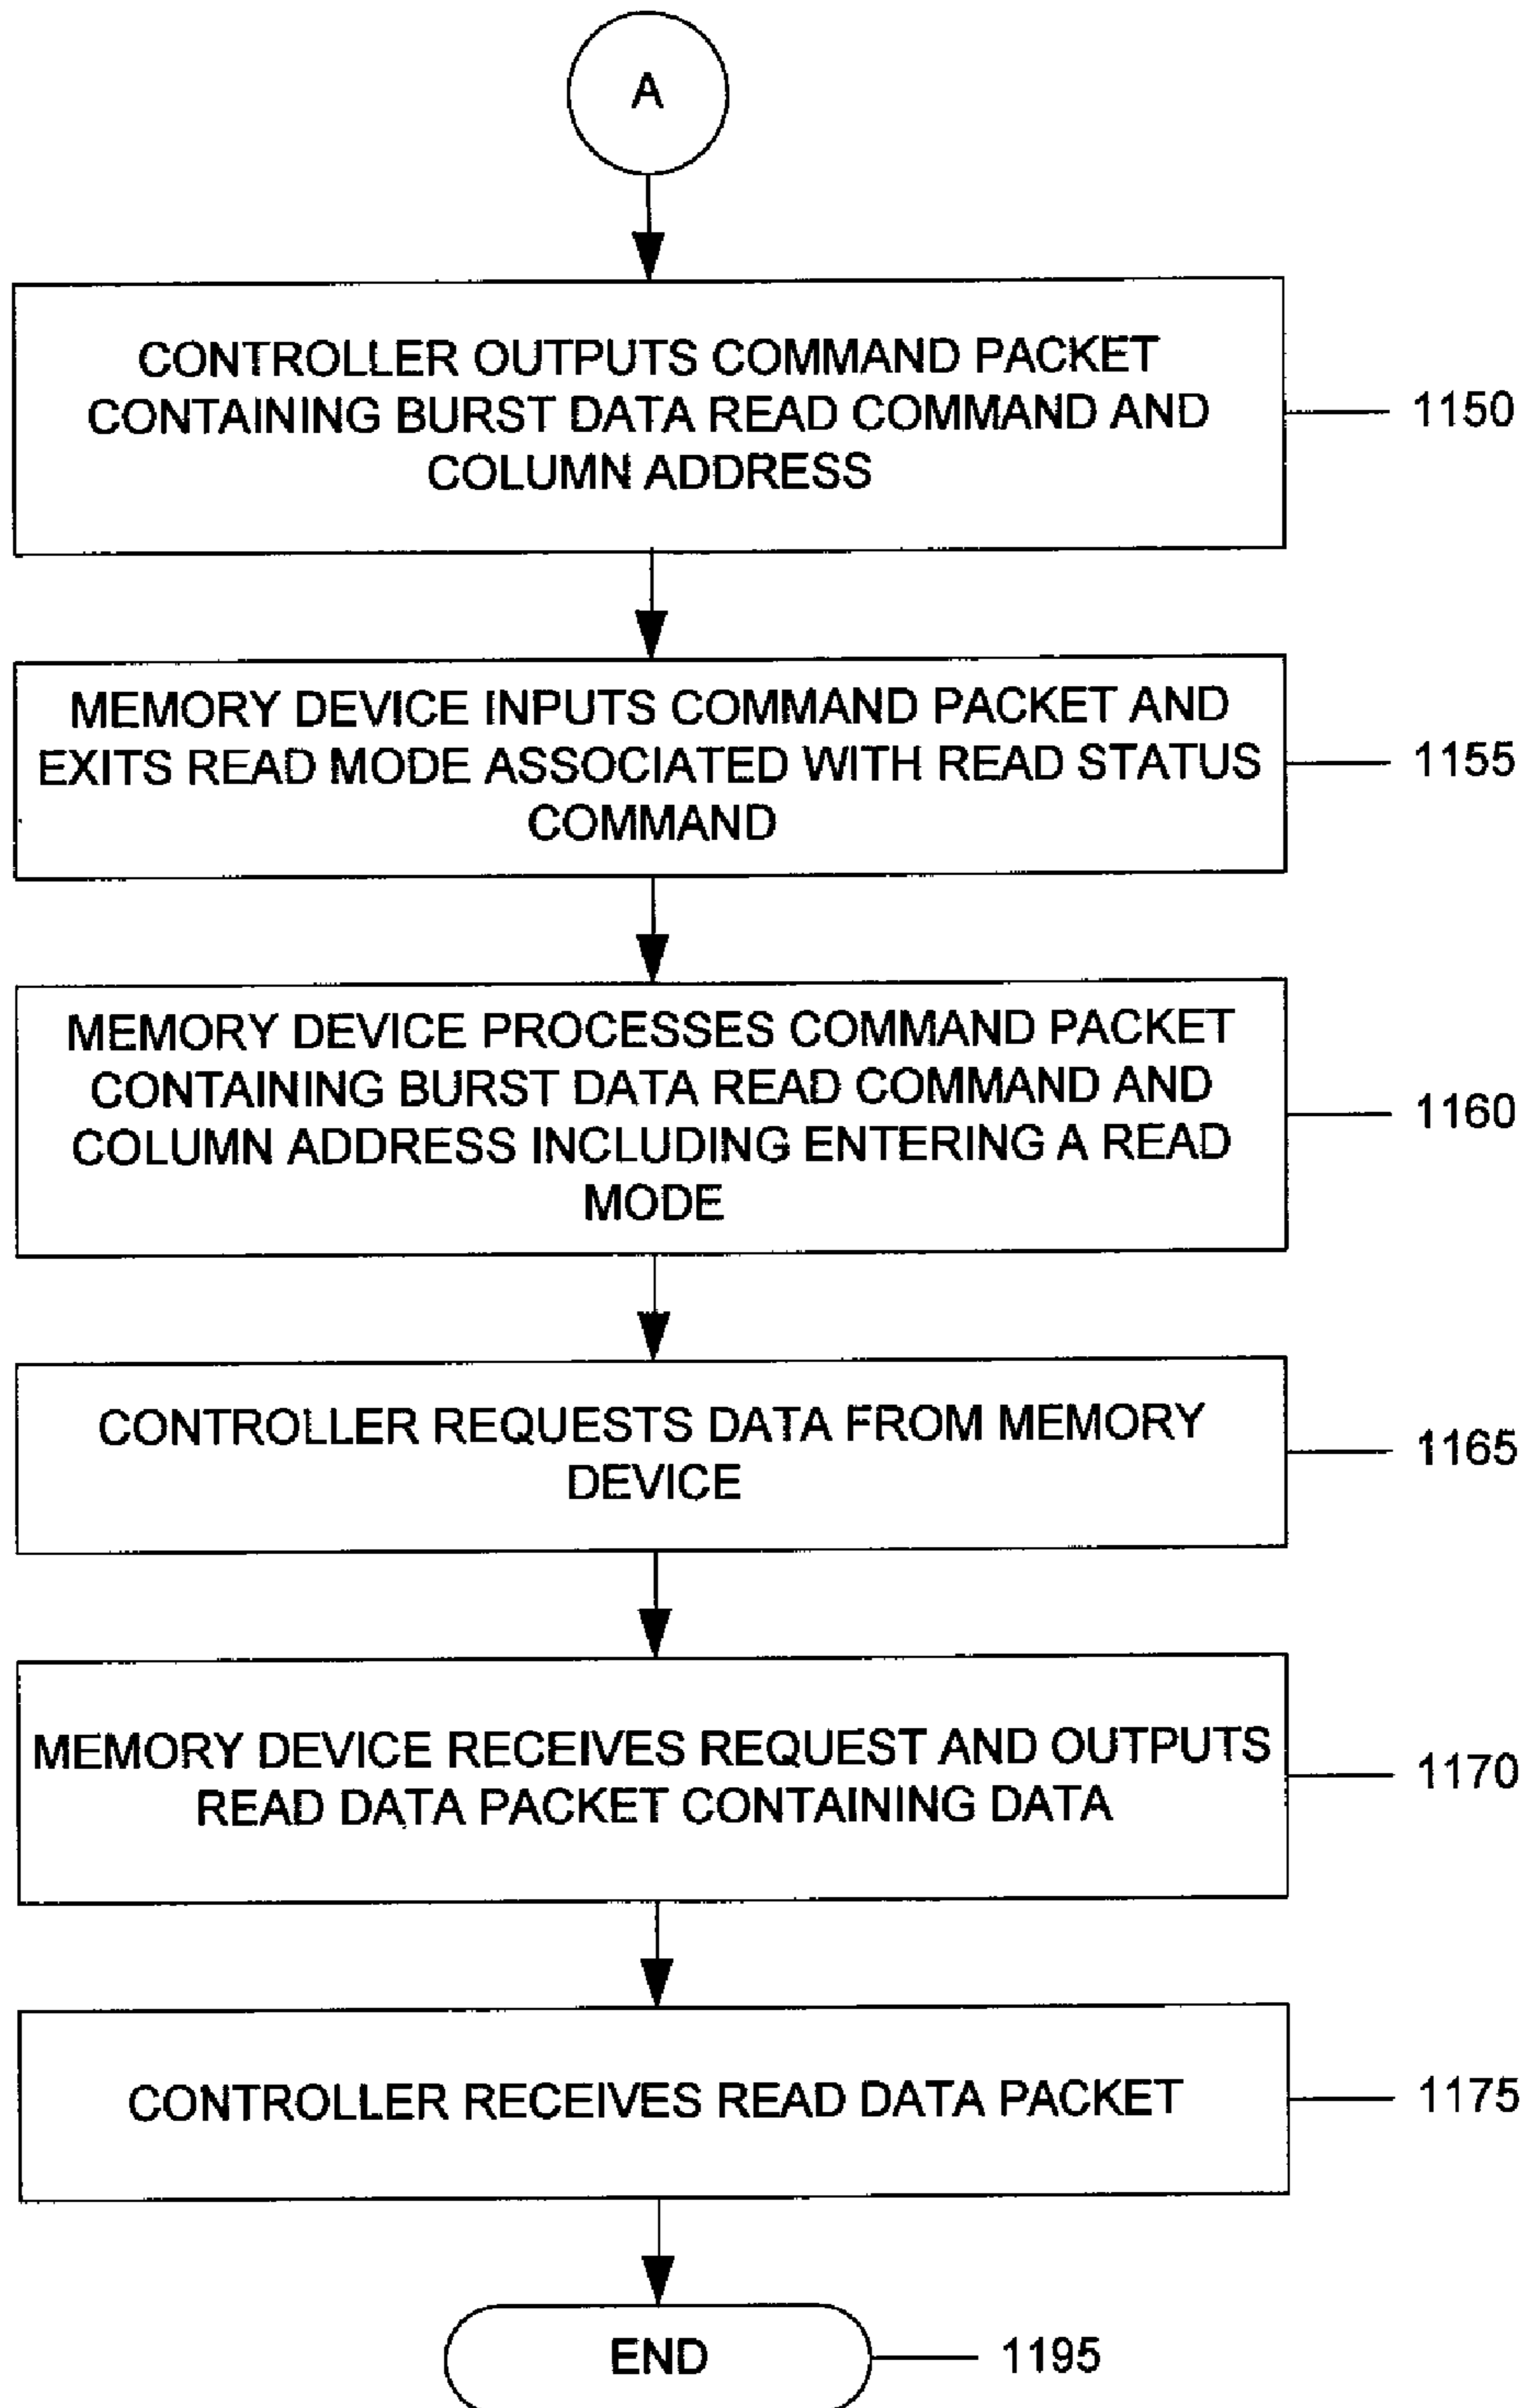 A
CONTROLLER OUTPUTS COMMAND PACKET
CONTAINING BURST DATA READ COMMAND AND
COLUMN ADDRESS
1150
MEMORY DEVICE INPUTS COMMAND PACKET AND
EXITS READ MODE ASSOCIATED WITH READ STATUS
COMMAND
1155
MEMORY DEVICE PROCESSES COMMAND PACKET
CONTAINING BURST DATA READ COMMAND AND
COLUMN ADDRESS INCLUDING ENTERING A READ
MODE
1160
CONTROLLER REQUESTS DATA FROM MEMORY
DEVICE
1165
MEMORY DEVICE RECEIVES REQUEST AND OUTPUTS
READ DATA PACKET CONTAINING DATA
1170
CONTROLLER RECEIVES READ DATA PACKET
1175
END
1195